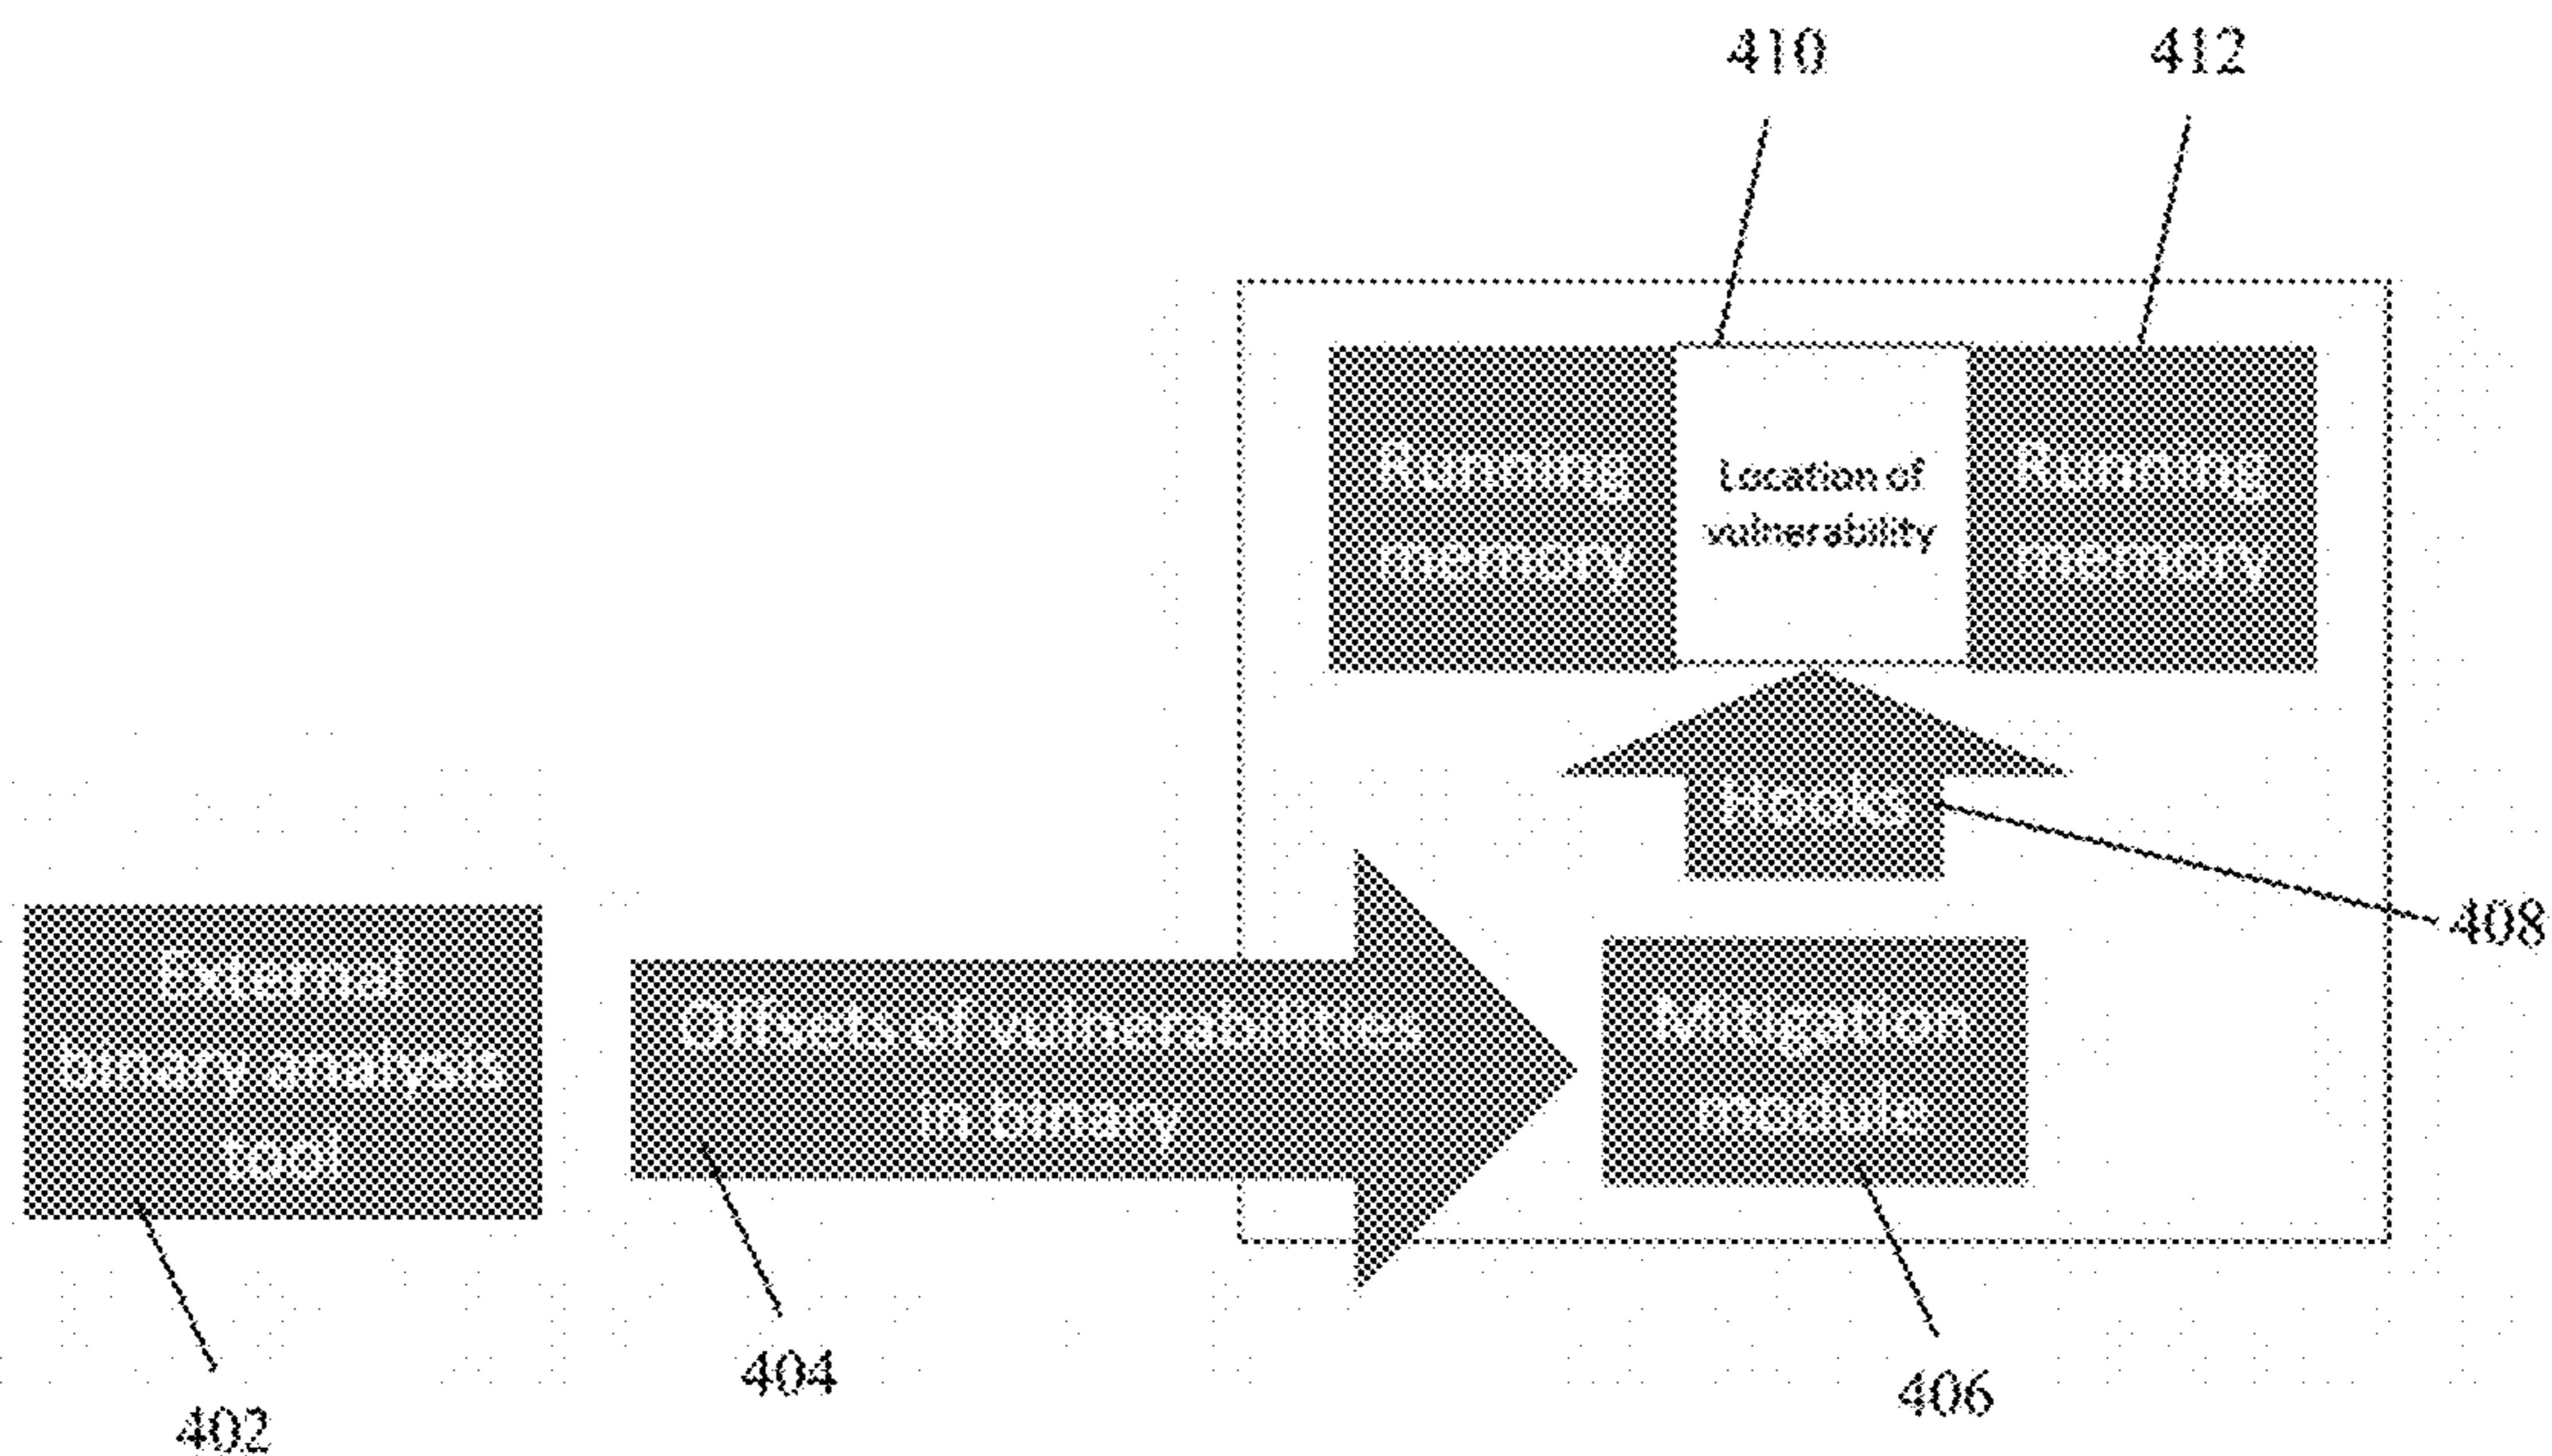 410
412
Running
memory
Location of
vulnerability
Running
memory
Hooks
408
External
binary analysis
tool
Offsets of vulnerabilities
in binary
Mitigation
module
402
404
406